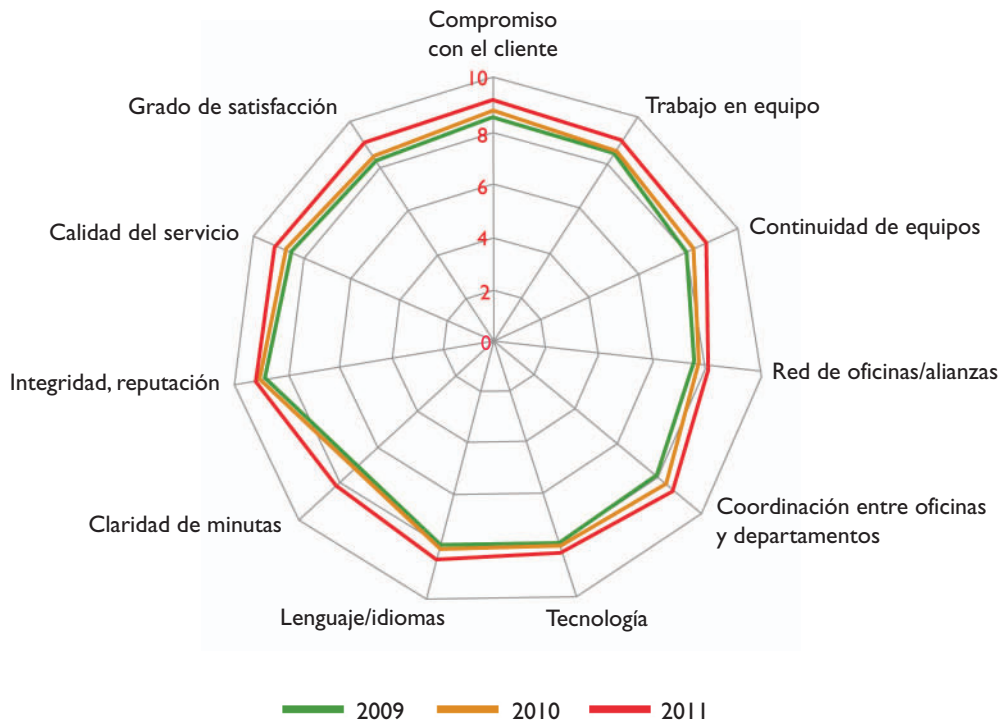 Compromiso
con el cliente
Grado de satisfacción
Trabajo en equipo
10
8
6
4
2
0
Calidad del servicio
Continuidad de equipos
Integridad, reputación
Red de oficinas/alianzas
Claridad de minutas
Coordinación entre oficinas
y departamentos
Lenguaje/idiomas
Tecnología
2009
2010
2011